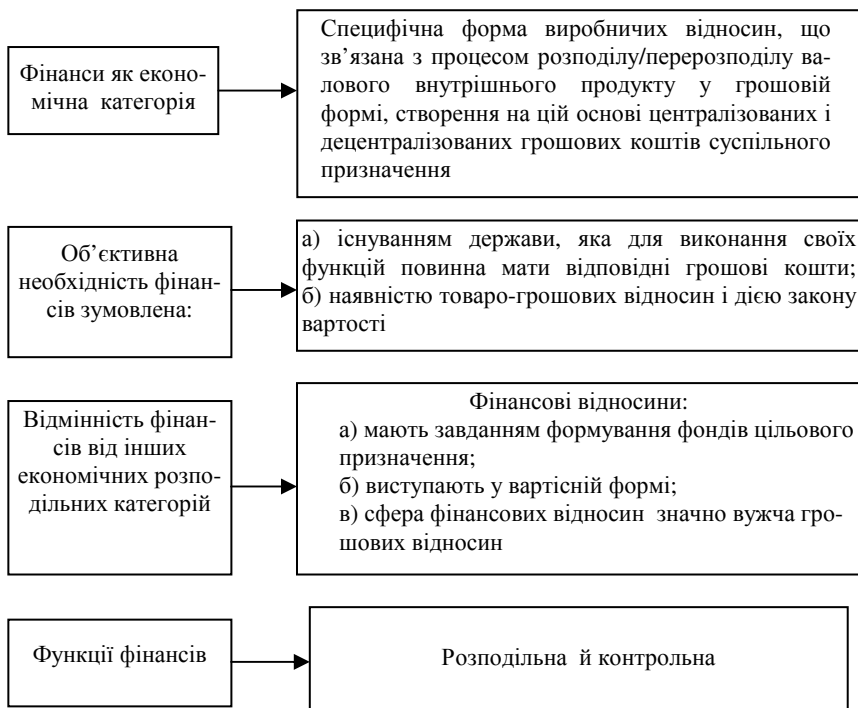 Фінанси як еконо-
мічна категорія
Специфічна форма виробничих відносин, що
зв’язана з процесом розподілу/перерозподілу ва-
лового внутрішнього продукту у грошовій
формі, створення на цій основі централізованих і
децентралізованих грошових коштів суспільного
призначення
Об’єктивна
необхідність фінан-
сів зумовлена:
а) існуванням держави, яка для виконання своїх
функцій повинна мати відповідні грошові кошти;
б) наявністю товаро-грошових відносин і дією закону
вартості
Відмінність фінан-
сів від інших
економічних розпо-
дільних категорій
Фінансові відносини:
а) мають завданням формування фондів цільового
призначення;
б) виступають у вартісній формі;
в) сфера фінансових відносин значно вужча гро-
шових відносин
Функції фінансів
Розподільна й контрольна